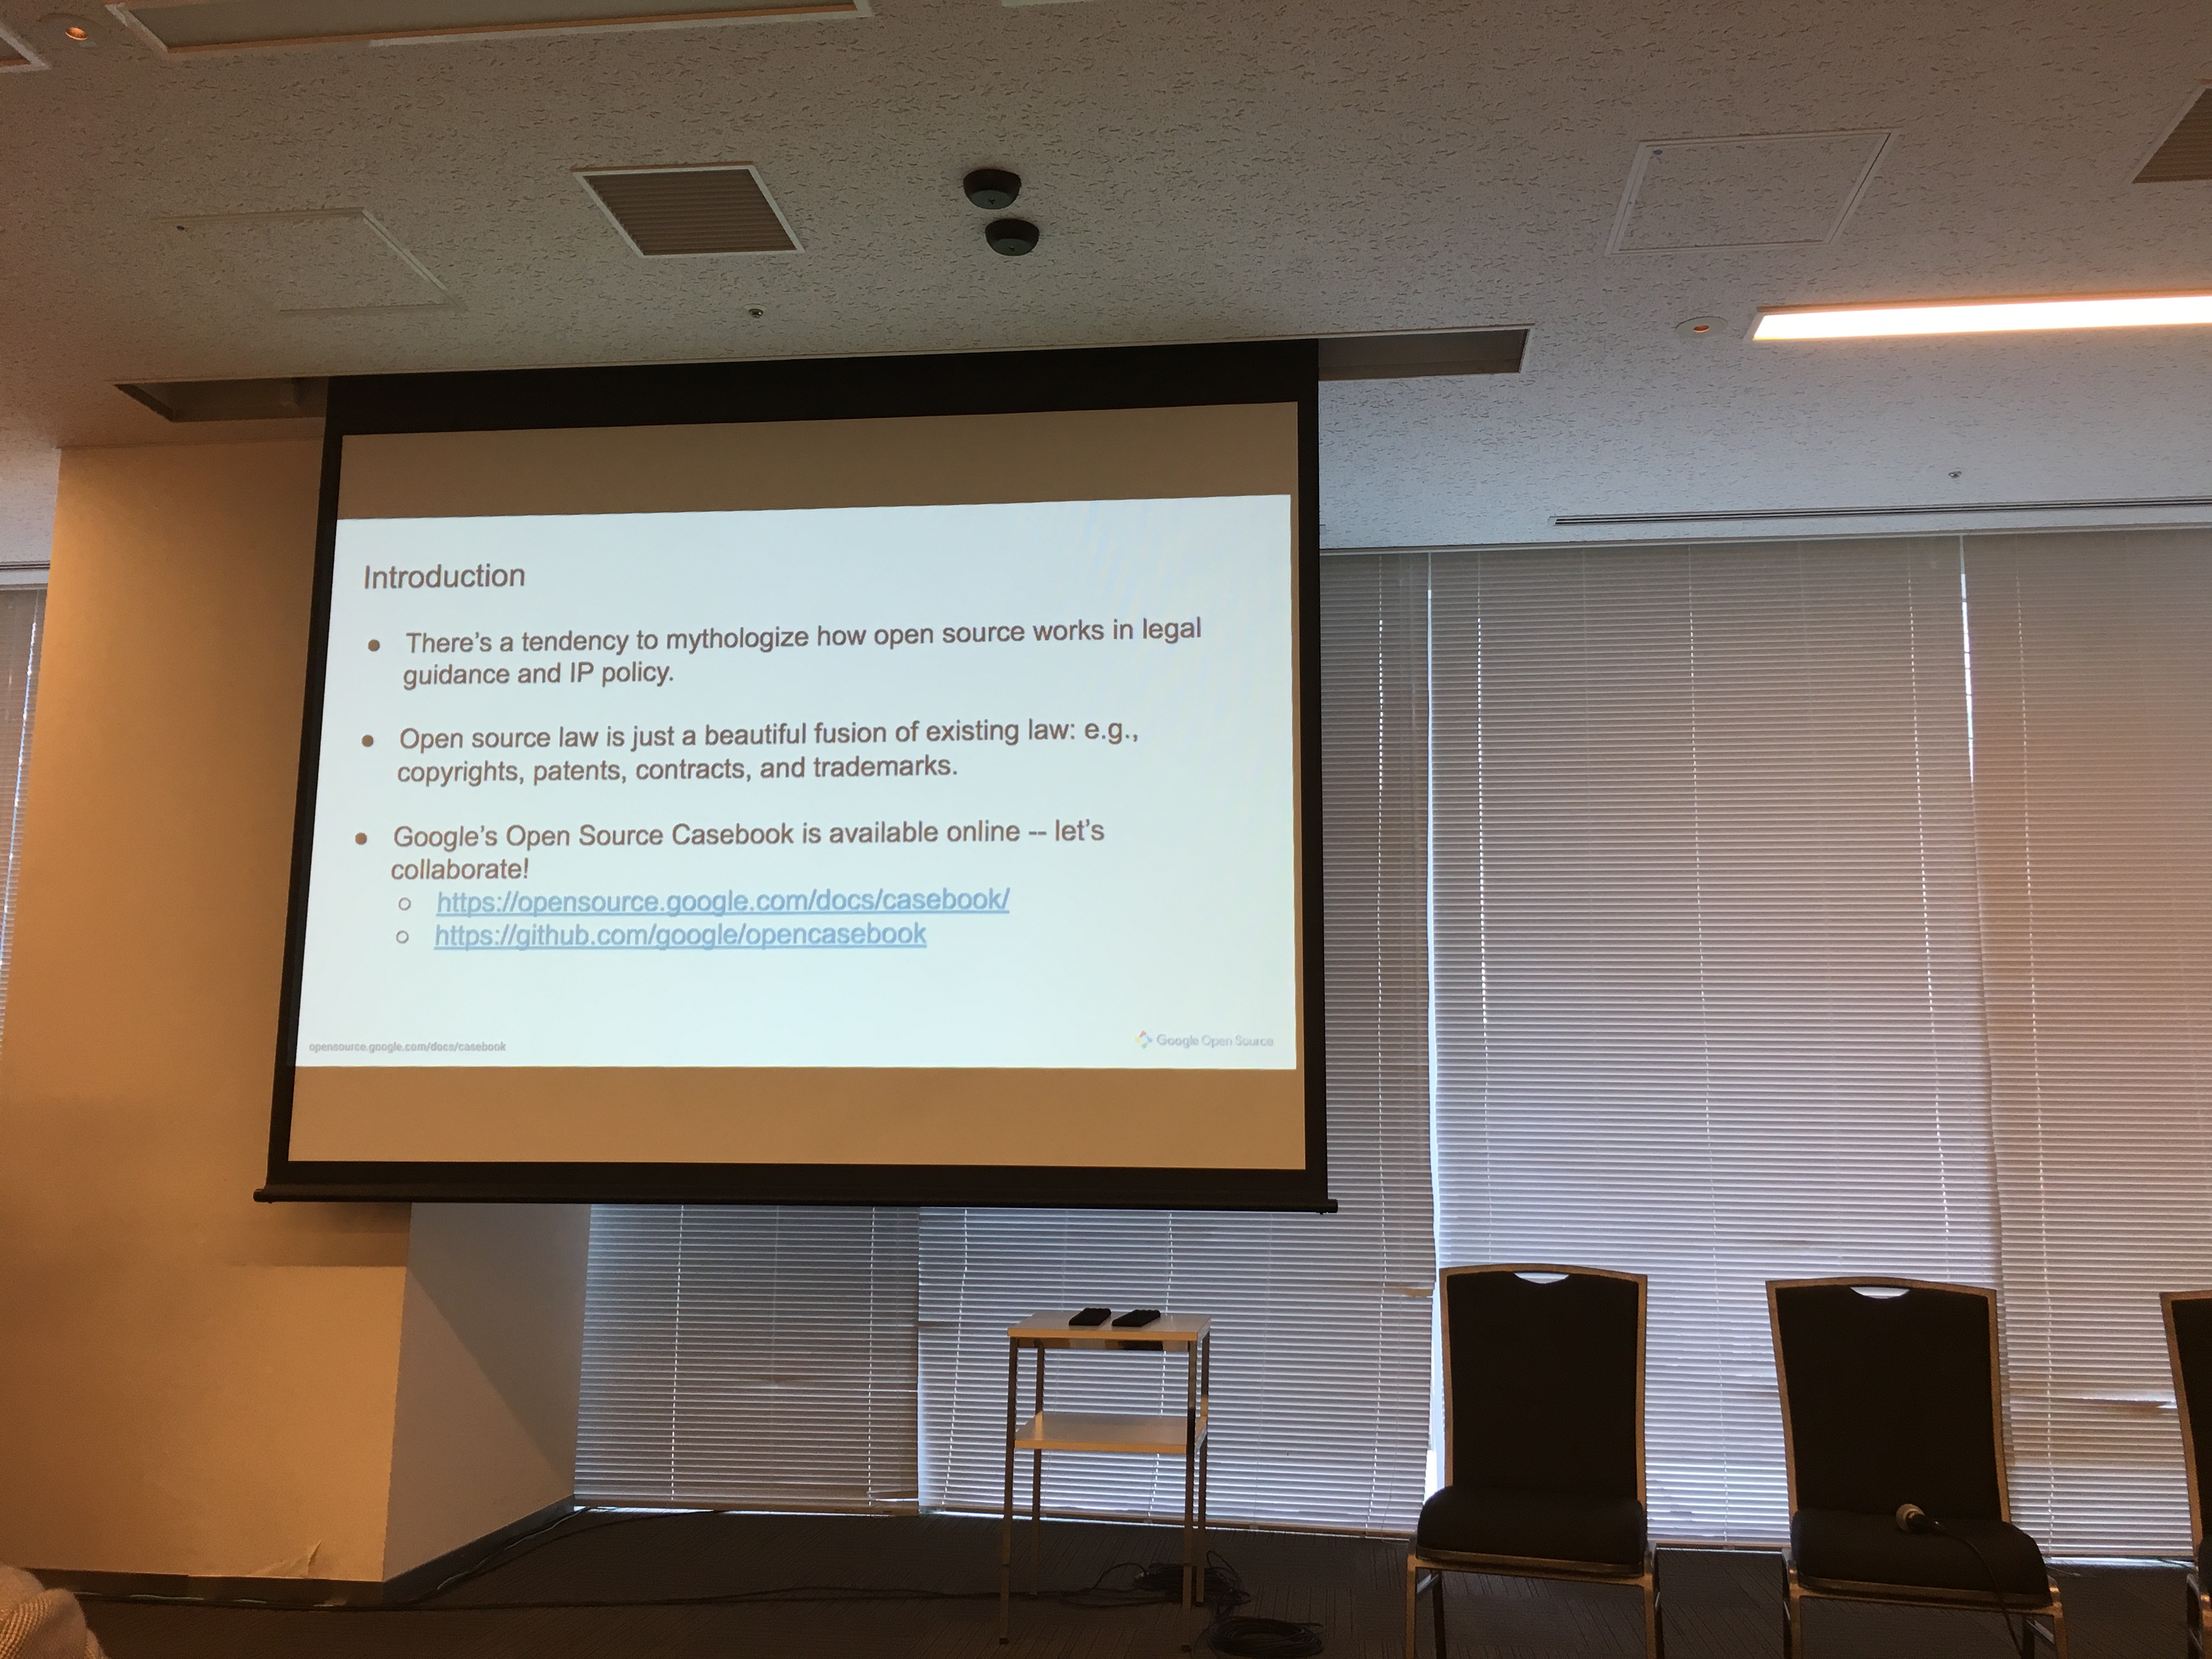 Introduction
● There's a tendency to mythologize how open source works in legal
guidance and IP policy.
● Open source law is just a beautiful fusion of existing law: e.g.,
copyrights, patents, contracts, and trademarks.
● Google's Open Source Casebook is available online -- let's
collaborate!
○ https://opensource.google.com/docs/casebook/
○ https://github.com/google/opencasebook
opensource.google.com/docs/casebook
Google Open Source